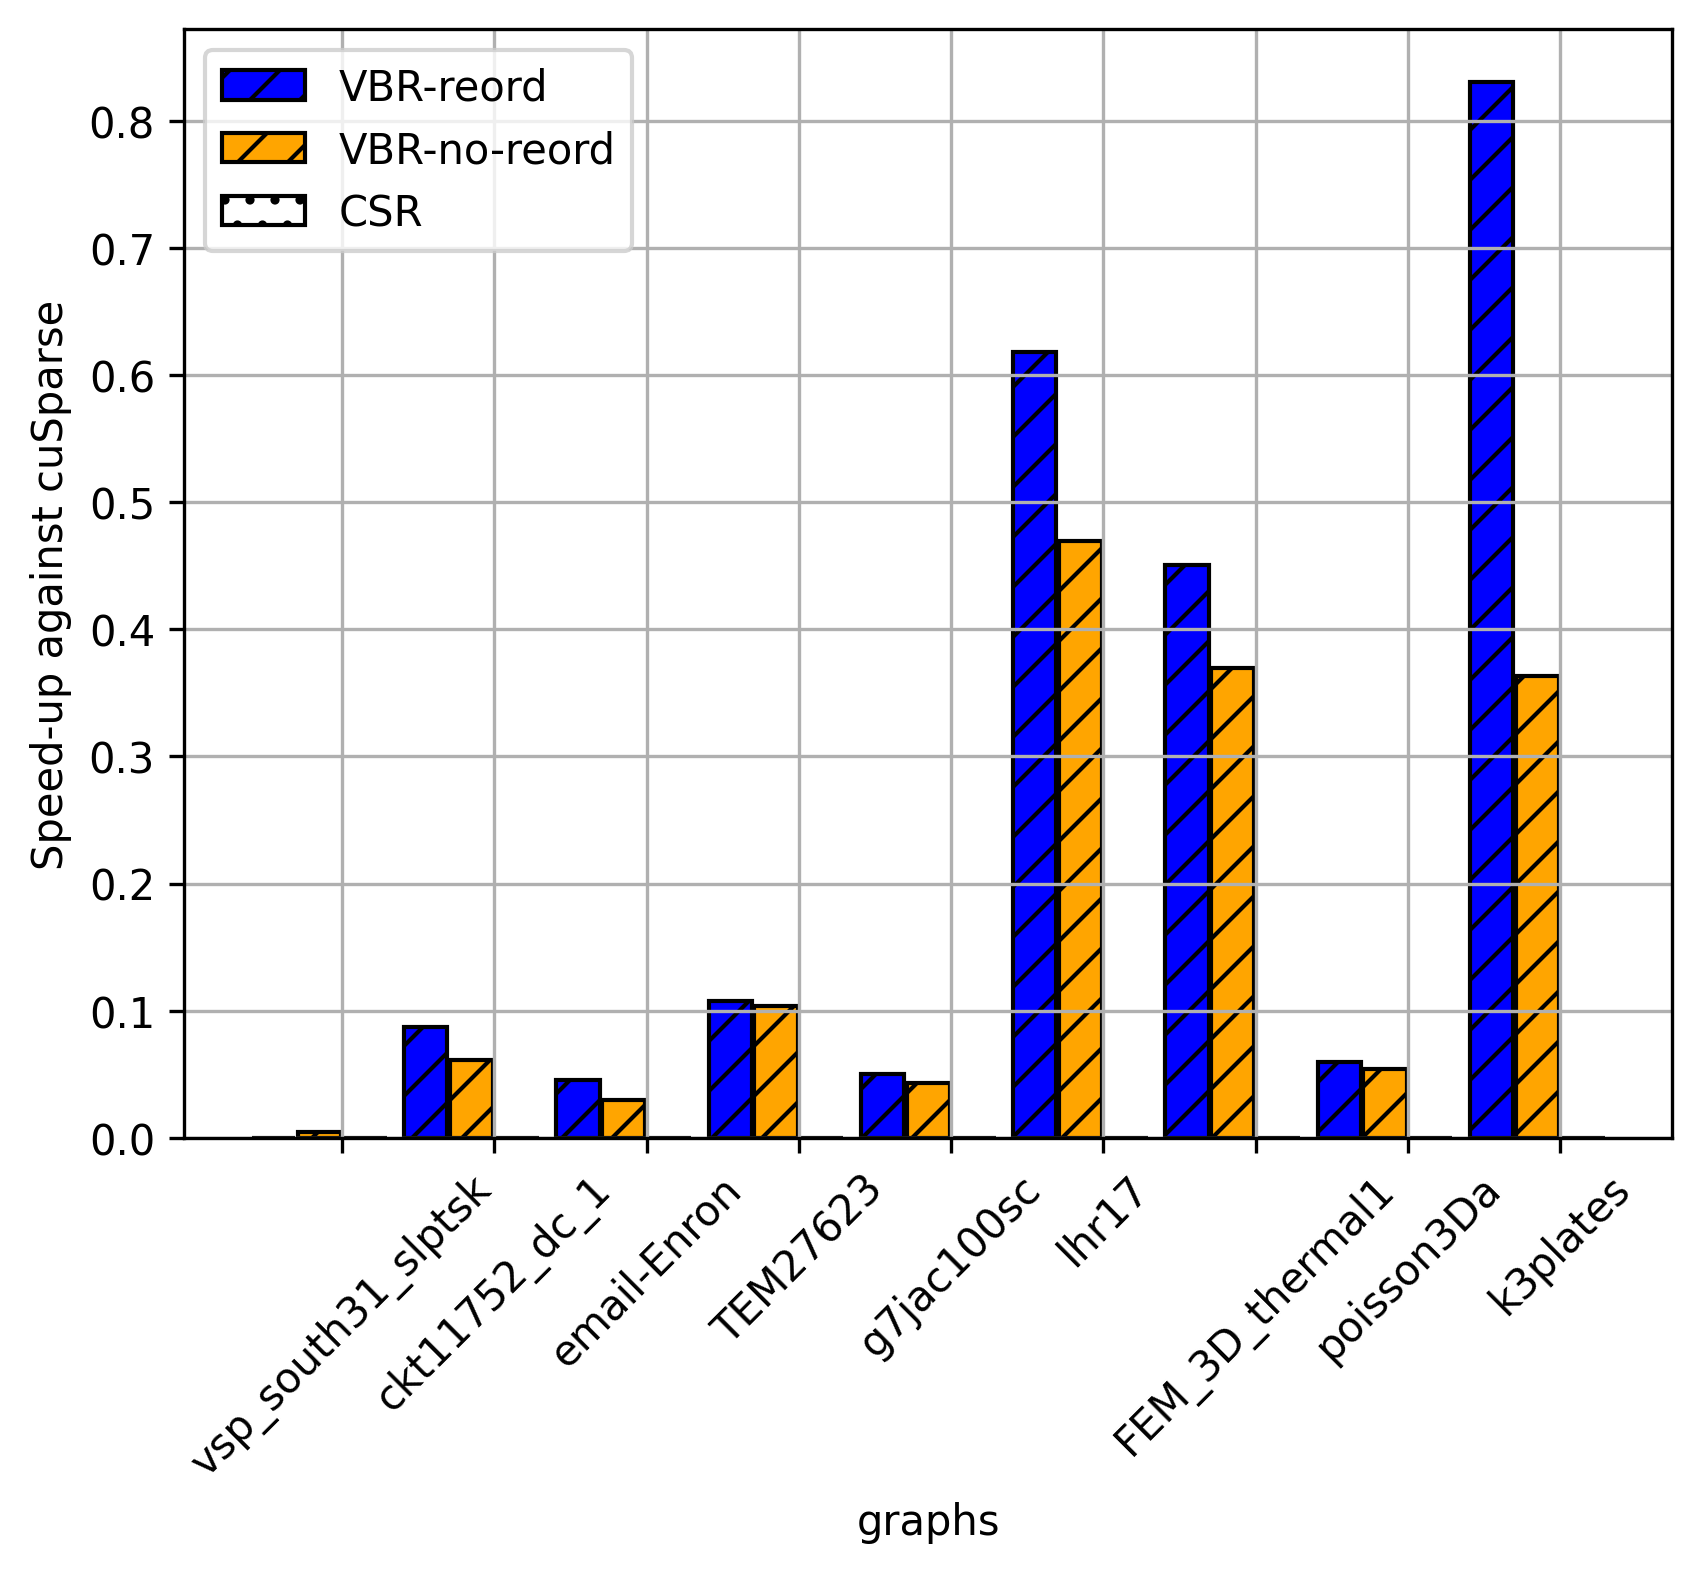 VBR-reord
VBR-no-reord
CSR
Speed-up against cuSparse
0.8
0.7
0.6
0.5
0.4
0.3
0.2
0.1
0.0
vsp_south31_slptsk
ckt11752_dc_1
email-Enron
TEM27623
g7jac100sc
lhr17
FEM_3D_thermal1
poisson3Da
k3plates
graphs